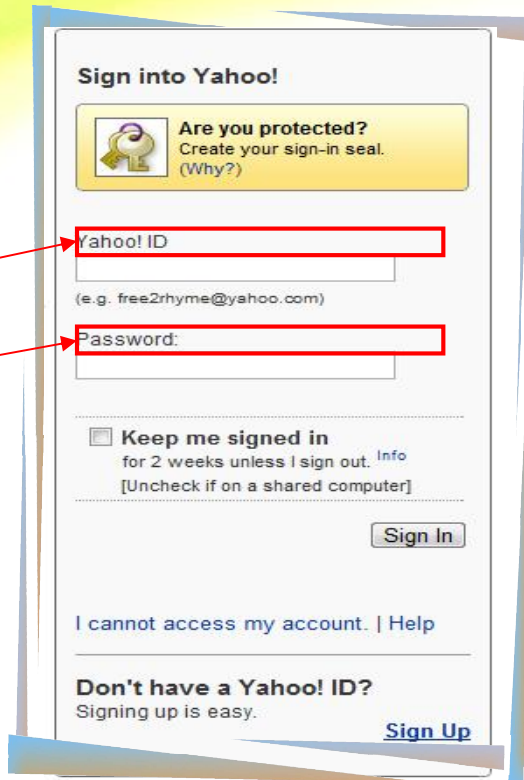 Sign into Yahoo!
Are you protected?
Create your sign-in seal.
(Why?)
Yahoo! ID
(e.g. free2rhyme@yahoo.com)
Password:
Keep me signed in
for 2 weeks unless I sign out. Info
[Uncheck if on a shared computer]
Sign In
I cannot access my account. | Help
Don't have a Yahoo! ID?
Signing up is easy.
Sign Up